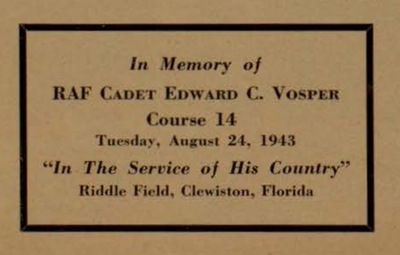 In Memory of
RAF Cadet Edward C. Vosper
Course 14
Tuesday, August 24, 1943
"In The Service of His Country"
Riddle Field, Clewiston, Florida